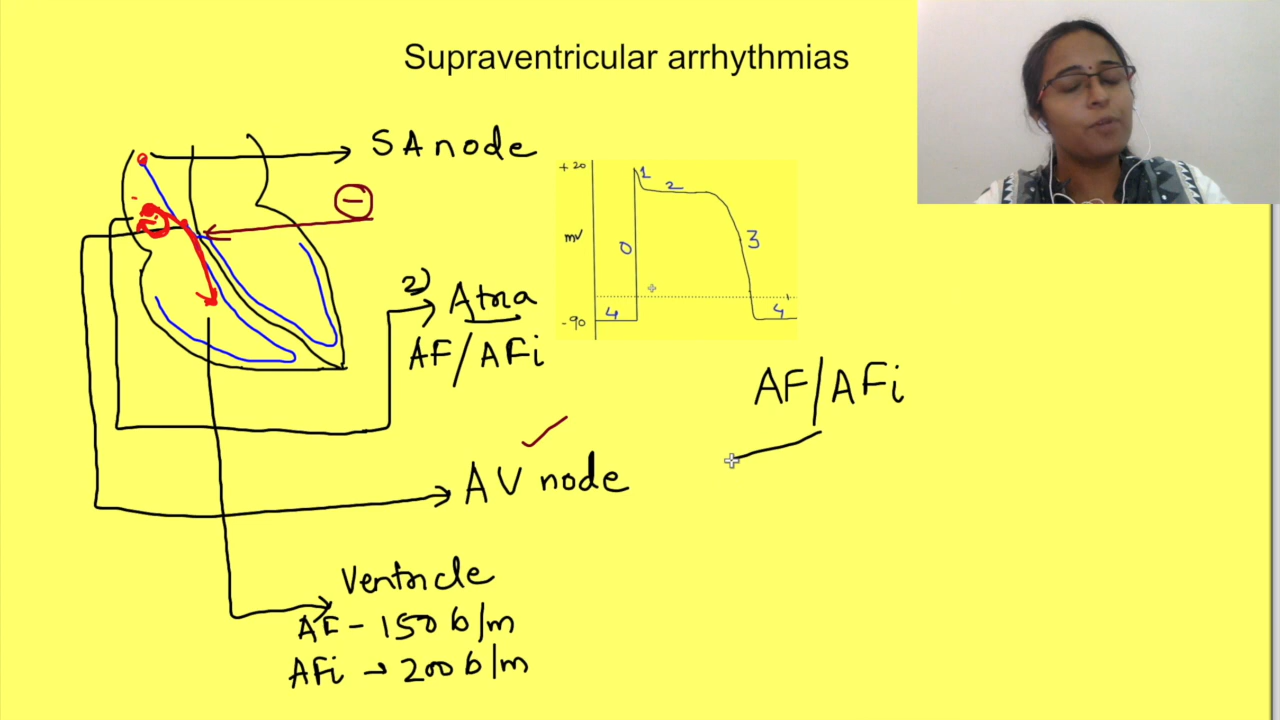 Supraventricular arrhythmias
SA node
+20
1
2
mV
0
3
4
4
-90
2)
Atria
AF/AFi
AF/AFi
AV node
Ventricle
AF - 150 b/m
AFi → 200 b/m